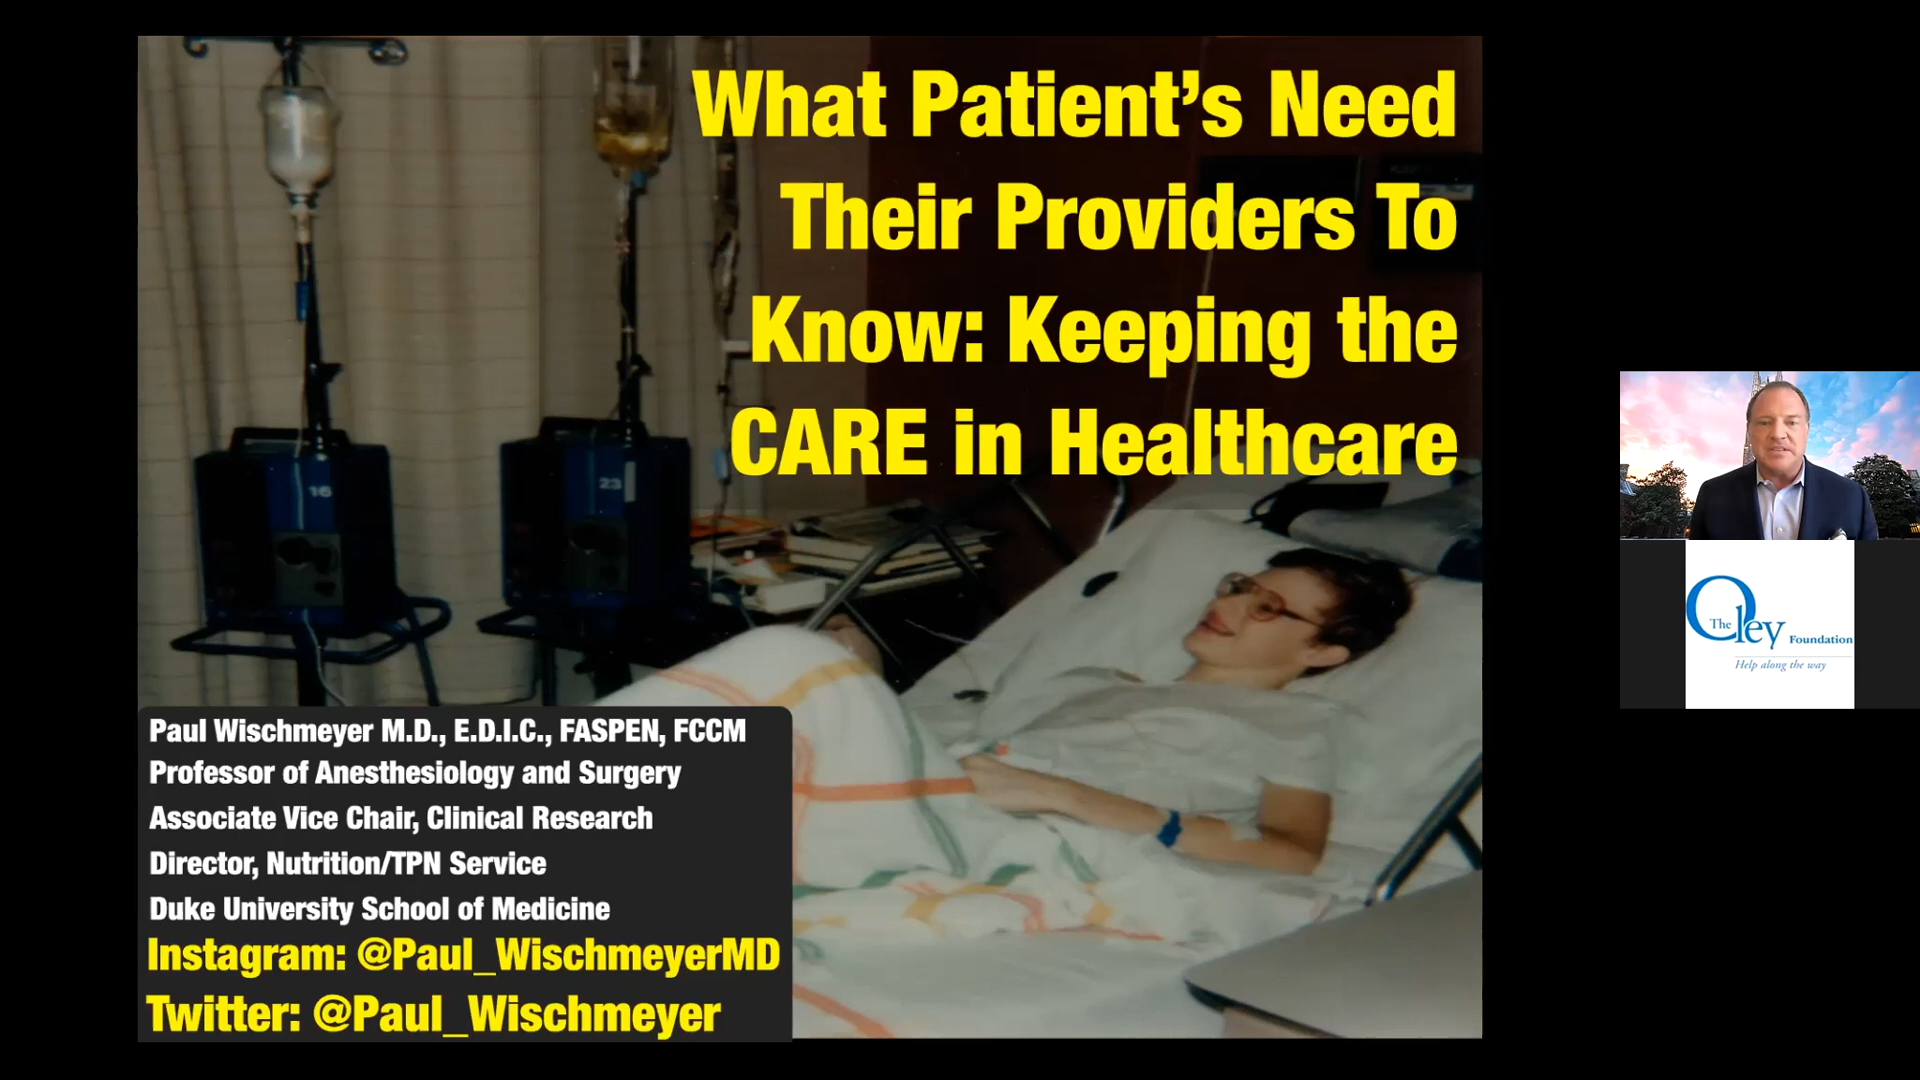 What Patient’s Need
Their Providers To
Know: Keeping the
CARE in Healthcare
16
23
Paul Wischmeyer M.D., E.D.I.C., FASPEN, FCCM
Professor of Anesthesiology and Surgery
Associate Vice Chair, Clinical Research
Director, Nutrition/TPN Service
Duke University School of Medicine
Instagram: @Paul_WischmeyerMD
Twitter: @Paul_Wischmeyer
The Oley Foundation
Help along the way